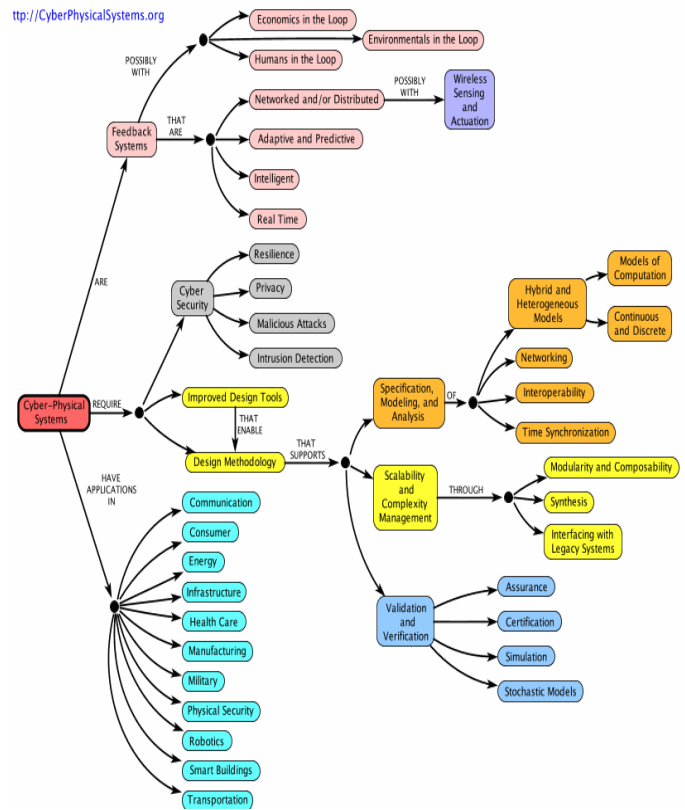 ttp://CyberPhysicalSystems.org
Economics in the Loop
Environmentals in the Loop
Humans in the Loop
POSSIBLY
WITH
Networked and/or Distributed
POSSIBLY
WITH
Wireless
Sensing
and
Actuation
Feedback
Systems
THAT
ARE
Adaptive and Predictive
Intelligent
Real Time
ARE
Cyber
Security
Resilience
Privacy
Malicious Attacks
Intrusion Detection
Cyber-Physical
Systems
REQUIRE
Improved Design Tools
THAT
ENABLE
Design Methodology
THAT
SUPPORTS
Specification,
Modeling, and
Analysis
OF
Hybrid and
Heterogeneous
Models
Models of
Computation
Continuous
and Discrete
Networking
Interoperability
Time Synchronization
Scalability
and
Complexity
Management
THROUGH
Modularity and Composability
Synthesis
Interfacing with
Legacy Systems
Validation
and
Verification
Assurance
Certification
Simulation
Stochastic Models
HAVE
APPLICATIONS
IN
Communication
Consumer
Energy
Infrastructure
Health Care
Manufacturing
Military
Physical Security
Robotics
Smart Buildings
Transportation